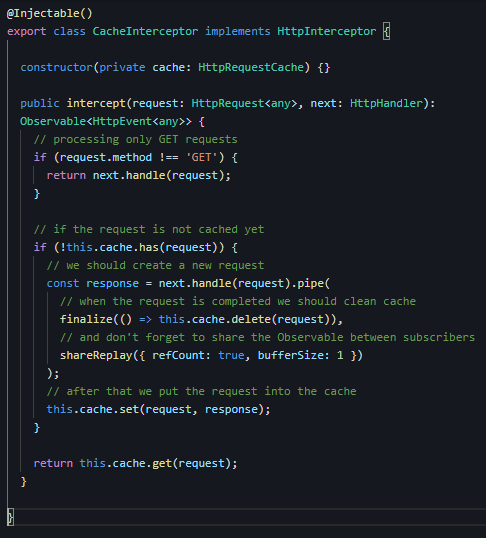 @Injectable()
export class CacheInterceptor implements HttpInterceptor {
constructor(private cache: HttpRequestCache) {}
public intercept(request: HttpRequest<any>, next: HttpHandler):
Observable<HttpEvent<any>> {
// processing only GET requests
if (request.method !== 'GET') {
return next.handle(request);
}
// if the request is not cached yet
if (!this.cache.has(request)) {
// we should create a new request
const response = next.handle(request).pipe(
// when the request is completed we should clean cache
finalize(() => this.cache.delete(request)),
// and don't forget to share the Observable between subscribers
shareReplay({ refCount: true, bufferSize: 1 })
);
// after that we put the request into the cache
this.cache.set(request, response);
}
return this.cache.get(request);
}
}